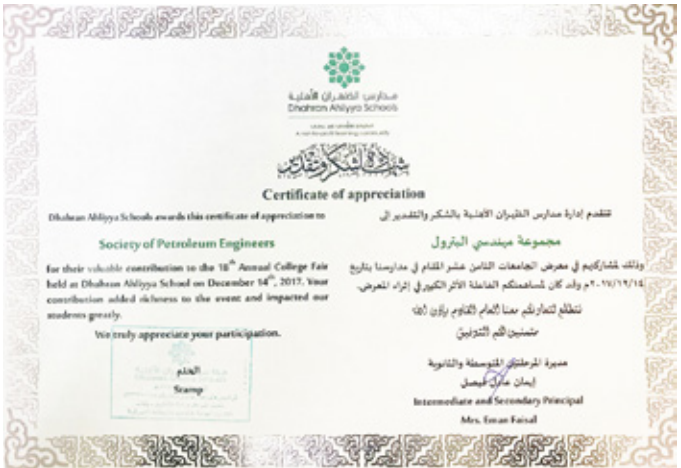 مدارس الظهران الأهلية
Dhahran Ahliyya Schools
شهادة شكر وتقدير
Certificate of appreciation
Dhahran Ahliyya Schools awards this certificate of appreciation to
Society of Petroleum Engineers
for their valuable contribution to the 18th Annual College Fair
held at Dhahran Ahliyya School on December 14th, 2017. Your
contribution added richness to the event and imparted our
students greatly.
We truly appreciate your participation.
الختم
Stamp
تتقدم إدارة مدارس الظهران الأهلية بالشكر والتقدير إلى
مجموعة مهندسي البترول
وذلك لمشاركتهم في معرض الجامعات الثامن عشر المقام في مدارسنا بتاريخ
٢٠١٧/١٢/١٤م وقد كان لمساهمتكم الفاعلة الأثر الكبير في إثراء المعرض.
نتطلع لتعاونكم معنا العام القادم بإذن الله
متمنين لكم التوفيق
مديرة المرحلتين المتوسطة والثانوية
إيمان عادل فيصل
Intermediate and Secondary Principal
Mrs. Eman Faisal